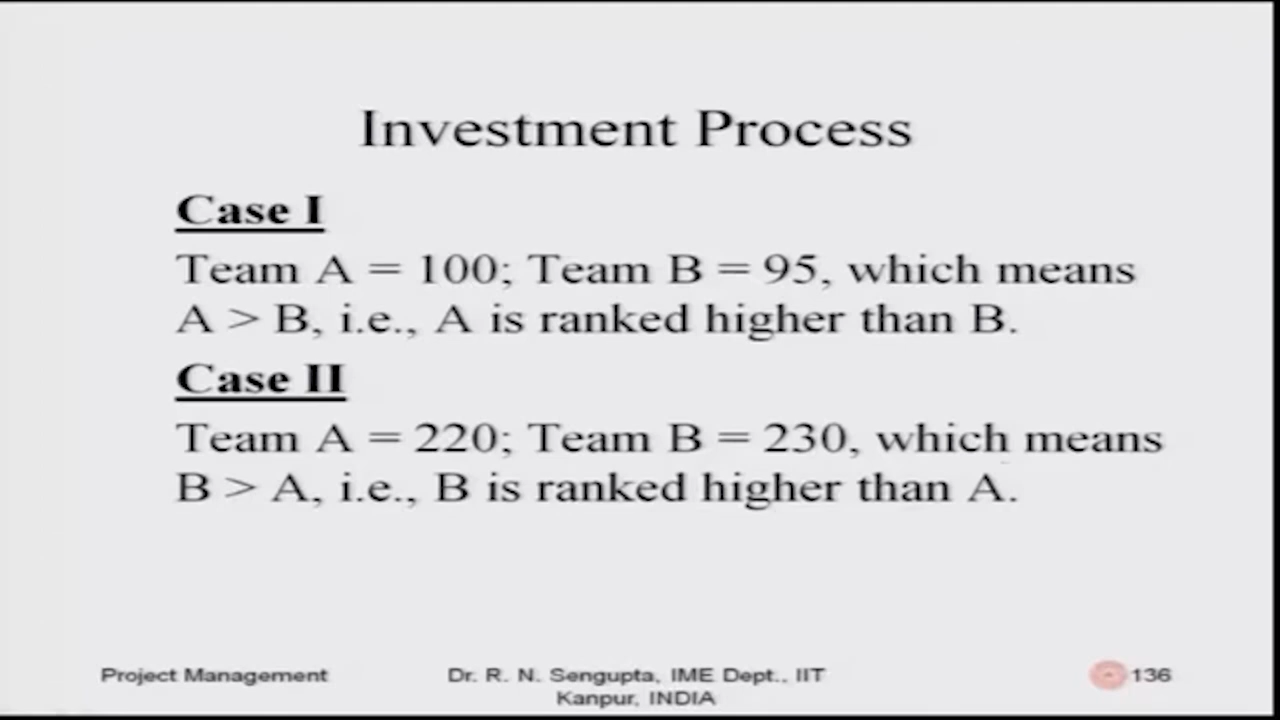 Investment Process
Case I
Team A = 100; Team B = 95, which means
A > B, i.e., A is ranked higher than B.
Case II
Team A = 220; Team B = 230, which means
B > A, i.e., B is ranked higher than A.
Project Management
Dr. R. N. Sengupta, IME Dept., IIT
Kanpur, INDIA
136